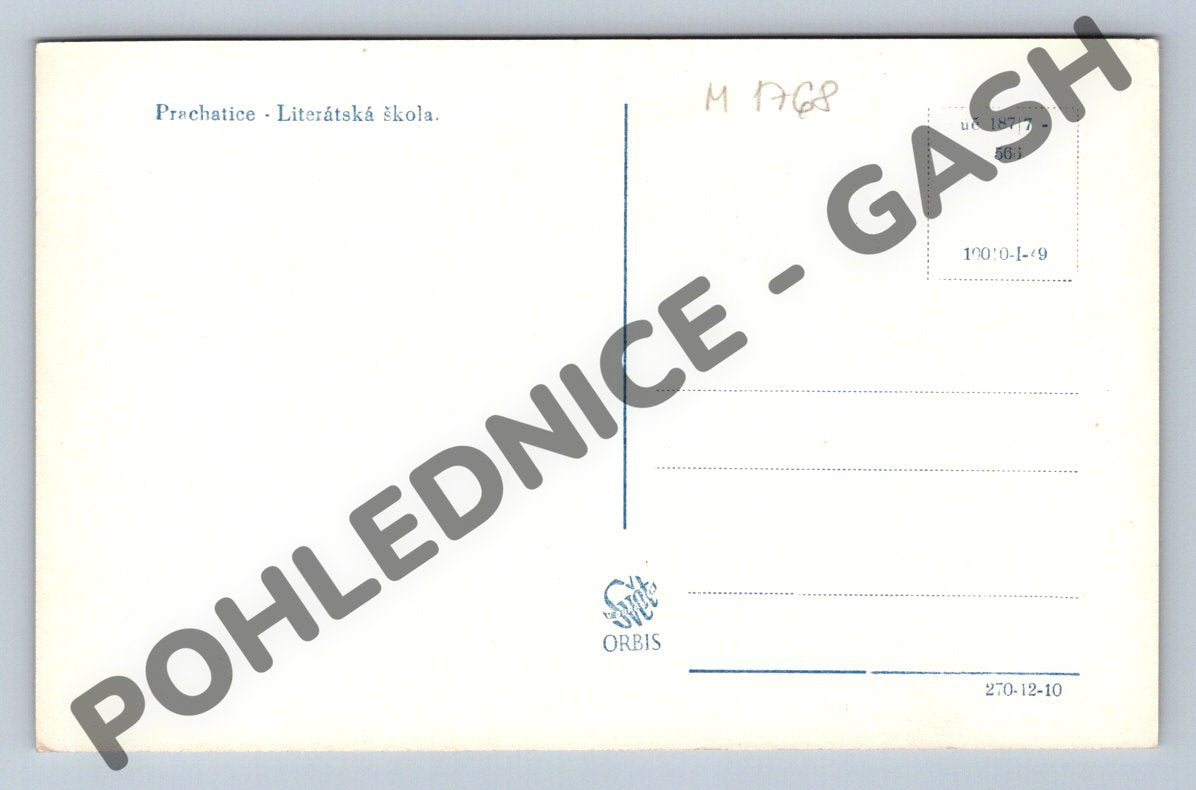 Prachatice - Literátská škola.
M 1768
Svět
ORBIS
270-12-10
POHLEDNICE - GASH